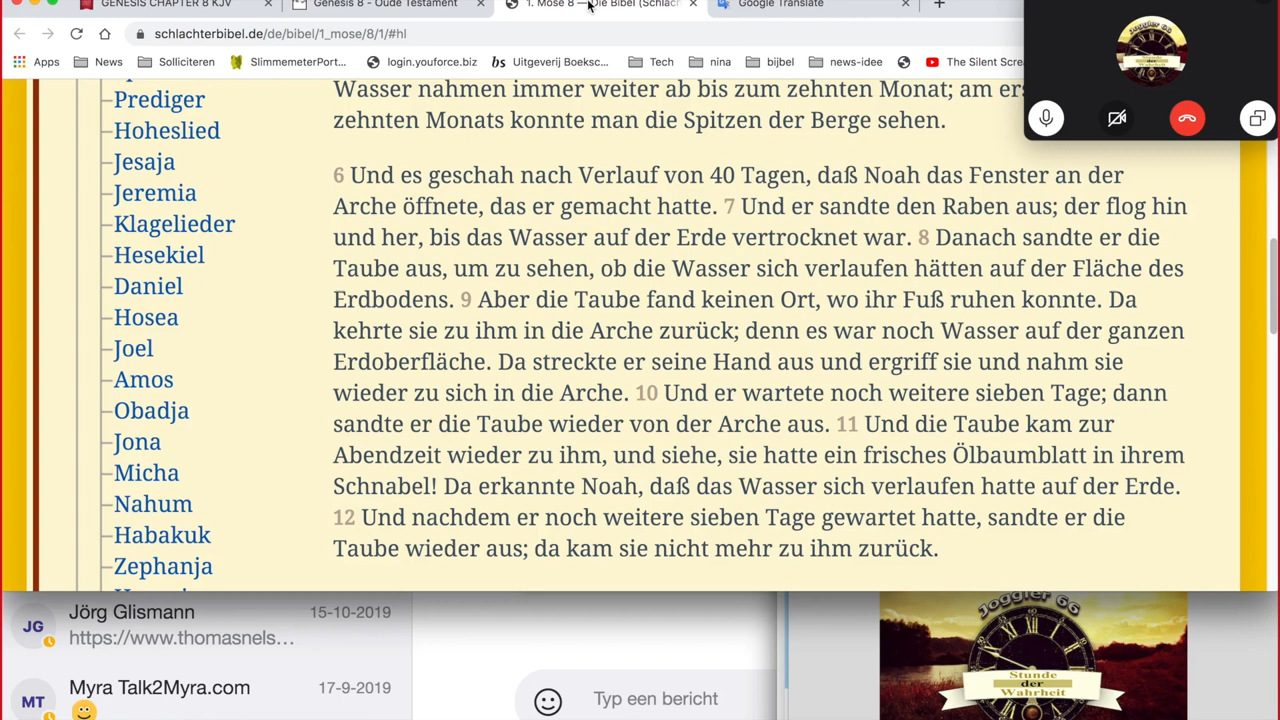 GENESIS CHAPTER 8 KJV
Genesis 8 - Oude Testament
1. Mose 8 — Die Bibel (Schlach
Google Translate
schlachterbibel.de/de/bibel/1_mose/8/1/#hl
Apps
News
Solliciteren
SlimmemeterPort...
login.youforce.biz
Uitgeverij Boeksc...
Tech
nina
bijbel
news-idee
The Silent Scre
Joggler 66
Stunde
der
Wahrheit
Prediger
Hoheslied
Jesaja
Jeremia
Klagelieder
Hesekiel
Daniel
Hosea
Joel
Amos
Obadja
Jona
Micha
Nahum
Habakuk
Zephanja
Wasser nahmen immer weiter ab bis zum zehnten Monat; am ers
zehnten Monats konnte man die Spitzen der Berge sehen.
6 Und es geschah nach Verlauf von 40 Tagen, daß Noah das Fenster an der
Arche öffnete, das er gemacht hatte. 7 Und er sandte den Raben aus; der flog hin
und her, bis das Wasser auf der Erde vertrocknet war. 8 Danach sandte er die
Taube aus, um zu sehen, ob die Wasser sich verlaufen hätten auf der Fläche des
Erdbodens. 9 Aber die Taube fand keinen Ort, wo ihr Fuß ruhen konnte. Da
kehrte sie zu ihm in die Arche zurück; denn es war noch Wasser auf der ganzen
Erdoberfläche. Da streckte er seine Hand aus und ergriff sie und nahm sie
wieder zu sich in die Arche. 10 Und er wartete noch weitere sieben Tage; dann
sandte er die Taube wieder von der Arche aus. 11 Und die Taube kam zur
Abendzeit wieder zu ihm, und siehe, sie hatte ein frisches Ölbaumblatt in ihrem
Schnabel! Da erkannte Noah, daß das Wasser sich verlaufen hatte auf der Erde.
12 Und nachdem er noch weitere sieben Tage gewartet hatte, sandte er die
Taube wieder aus; da kam sie nicht mehr zu ihm zurück.
JG
Jörg Glismann
15-10-2019
https://www.thomasnels...
MT
Myra Talk2Myra.com
17-9-2019
Typ een bericht
Joggler 66
Stunde
der
Wahrheit